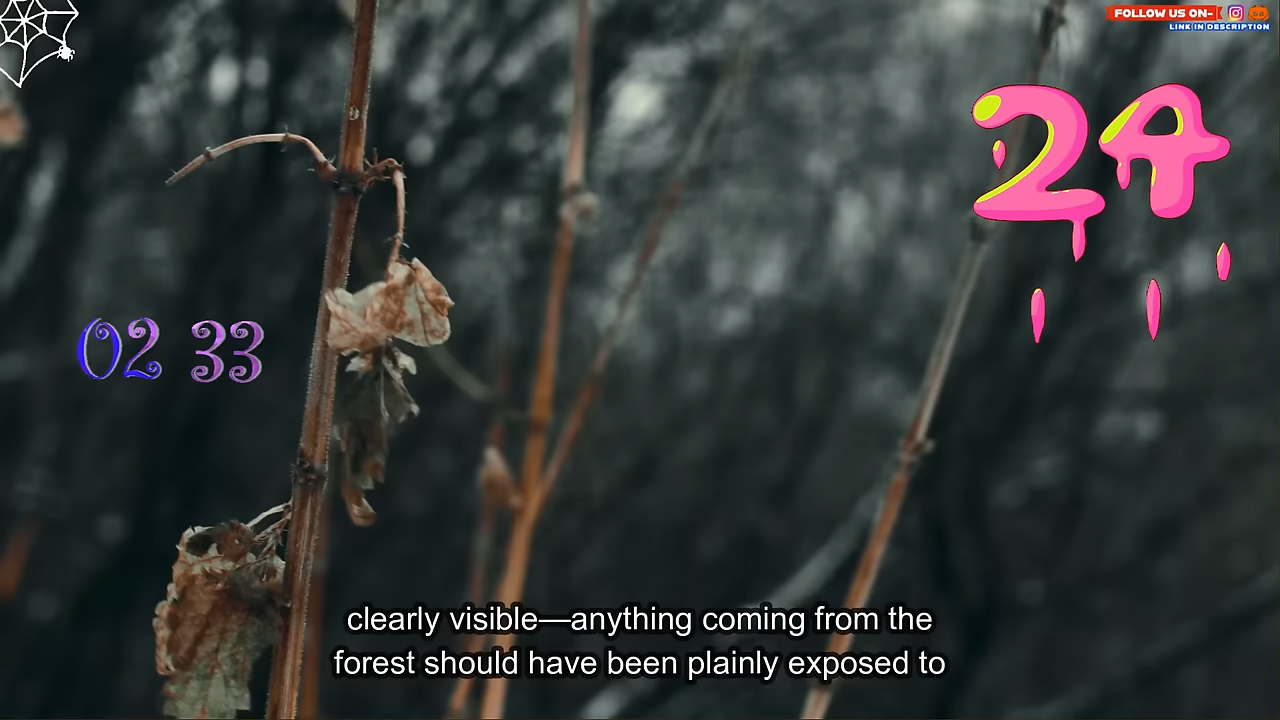 FOLLOW US ON-
LINK IN DESCRIPTION
24
02 33
clearly visible—anything coming from the
forest should have been plainly exposed to